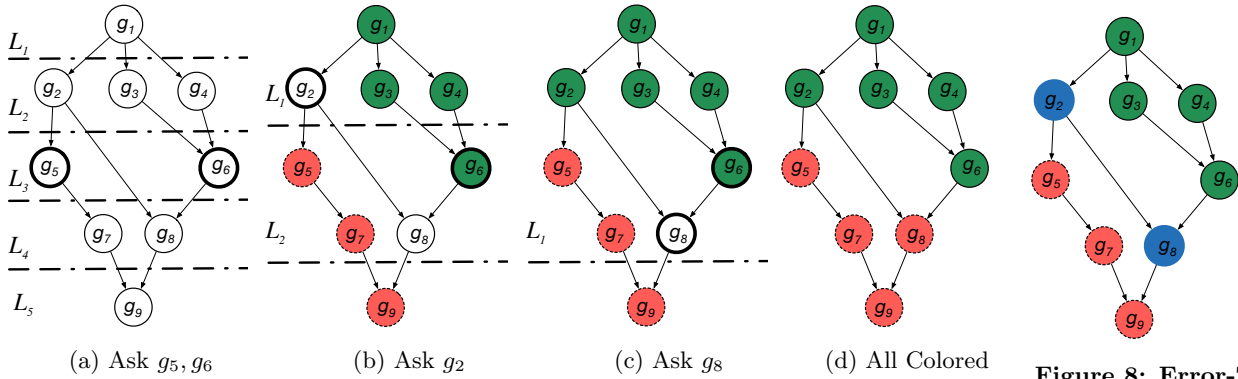 g1
L1
g2 g3 g4
L2
g5 g6
L3
g7 g8
L4
g9
L5
(a) Ask g5, g6
g1
g2 g3 g4
L1
g5 g6
g7 g8
L2
g9
(b) Ask g2
g1
g2 g3 g4
g5 g6
g7 g8
L1
g9
(c) Ask g8
g1
g2 g3 g4
g5 g6
g7 g8
g9
(d) All Colored
g1
g2 g3 g4
g5 g6
g7 g8
g9
Figure 8: Error-